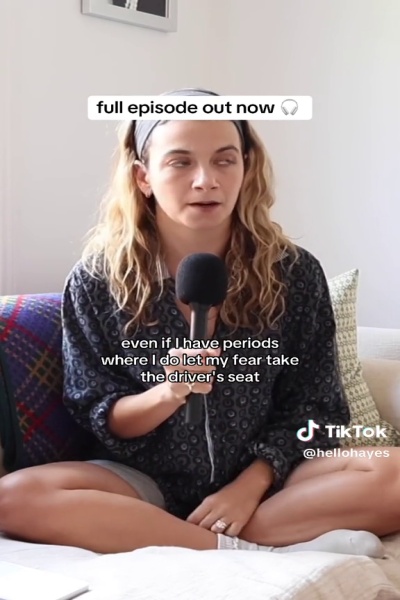 full episode out now 🎧
even if I have periods
where I do let my fear take
the driver's seat
TikTok
@hellohayes